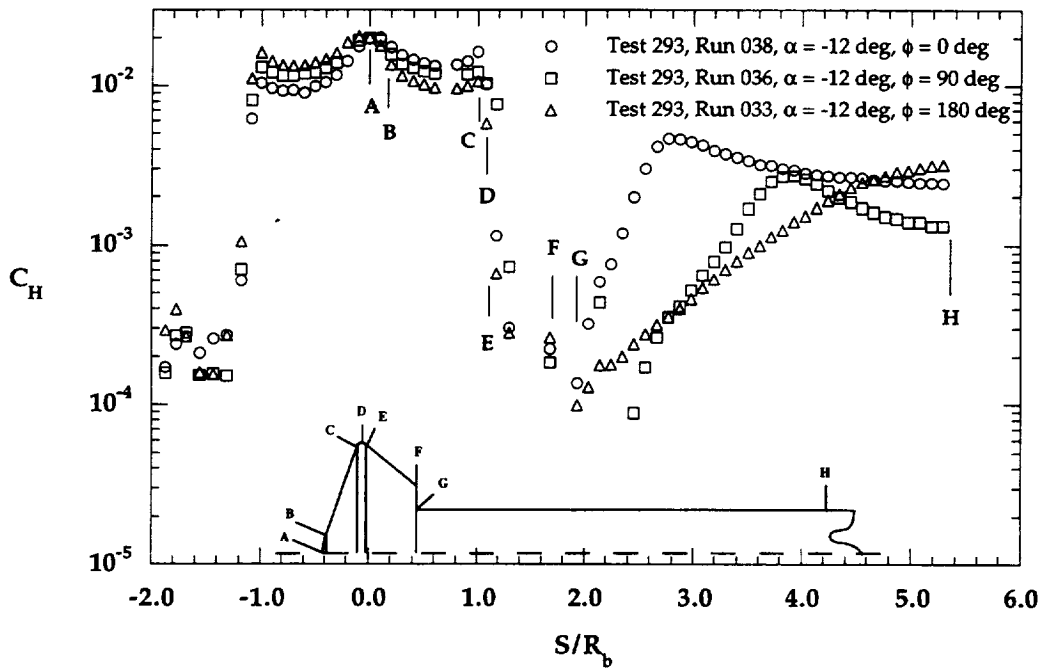 Test 293, Run 038, α = -12 deg, ϕ = 0 deg
Test 293, Run 036, α = -12 deg, ϕ = 90 deg
Test 293, Run 033, α = -12 deg, ϕ = 180 deg
10⁻²
10⁻³
10⁻⁴
10⁻⁵
C_H
A
B
C
D
E
F
G
H
D
C
E
F
G
H
B
A
-2.0 -1.0 0.0 1.0 2.0 3.0 4.0 5.0 6.0
S/R_b